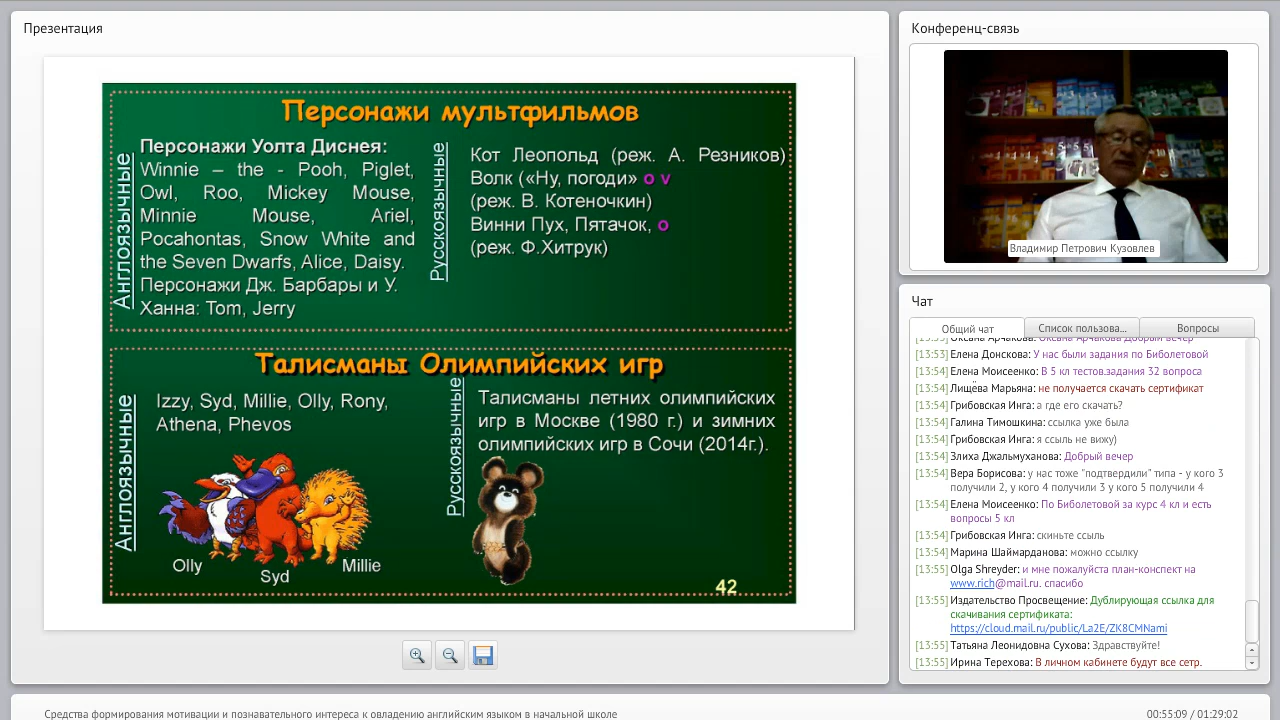 Презентация
Персонажи мультфильмов
Англоязычные
Персонажи Уолта Диснея:
Winnie – the - Pooh, Piglet,
Owl, Roo, Mickey Mouse,
Minnie Mouse, Ariel,
Pocahontas, Snow White and
the Seven Dwarfs, Alice, Daisy.
Персонажи Дж. Барбары и У.
Ханна: Tom, Jerry
Русскоязычные
Кот Леопольд (реж. А. Резников)
Волк («Ну, погоди» o v
(реж. В. Котеночкин)
Винни Пух, Пятачок, o
(реж. Ф.Хитрук)
Талисманы Олимпийских игр
Англоязычные
Izzy, Syd, Millie, Olly, Rony,
Athena, Phevos
Olly
Syd
Millie
Русскоязычные
Талисманы летних олимпийских
игр в Москве (1980 г.) и зимних
олимпийских игр в Сочи (2014г.).
42
Конференц-связь
Владимир Петрович Кузовлев
Чат
Общий чат
Список пользова...
Вопросы
[13:53] Оксана Арчакова: Оксана Арчакова Добрый вечер
[13:53] Елена Донскова: У нас были задания по Биболетовой
[13:54] Елена Моисеенко: В 5 кл тестов.задания 32 вопроса
[13:54] Лищёва Марьяна: не получается скачать сертификат
[13:54] Грибовская Инга: а где его скачать?
[13:54] Галина Тимошкина: ссылка уже была
[13:54] Грибовская Инга: я ссыль не вижу)
[13:54] Злиха Джальмуханова: Добрый вечер
[13:54] Вера Борисова: у нас тоже "подтвердили" типа - у кого 3
получили 2, у кого 4 получили 3 у кого 5 получили 4
[13:54] Елена Моисеенко: По Биболетовой за курс 4 кл и есть
вопросы 5 кл
[13:54] Грибовская Инга: скиньте ссыль
[13:54] Марина Шаймарданова: можно ссылку
[13:55] Olga Shreyder: и мне пожалуйста план-конспект на
www.rich@mail.ru. спасибо
[13:55] Издательство Просвещение: Дублирующая ссылка для
скачивания сертификата:
https://cloud.mail.ru/public/La2E/ZK8CMNami
[13:55] Татьяна Леонидовна Сухова: Здравствуйте!
[13:55] Ирина Терехова: В личном кабинете будут все сетр.
Средства формирования мотивации и познавательного интереса к овладению английским языком в начальной школе
00:55:09 / 01:29:02